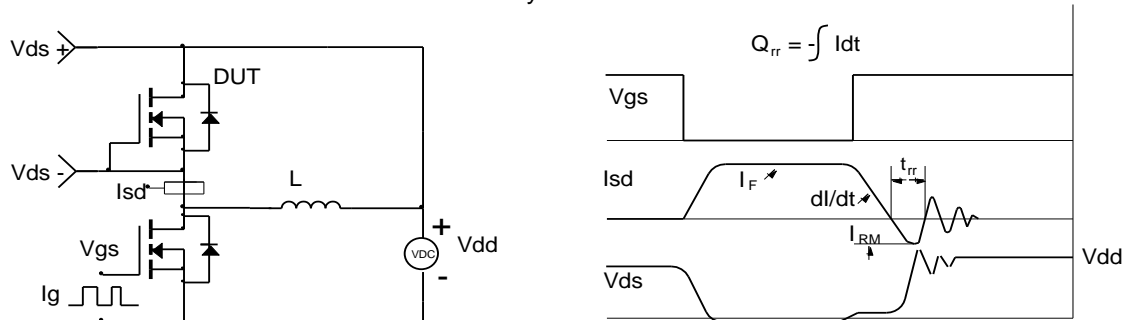 Vds +
DUT
Vds -
Isd
L
Vgs
Ig
+
VDC
-
Vdd
Qrr = -∫ Idt
Vgs
Isd
IF
dI/dt
trr
IRM
Vds
Vdd